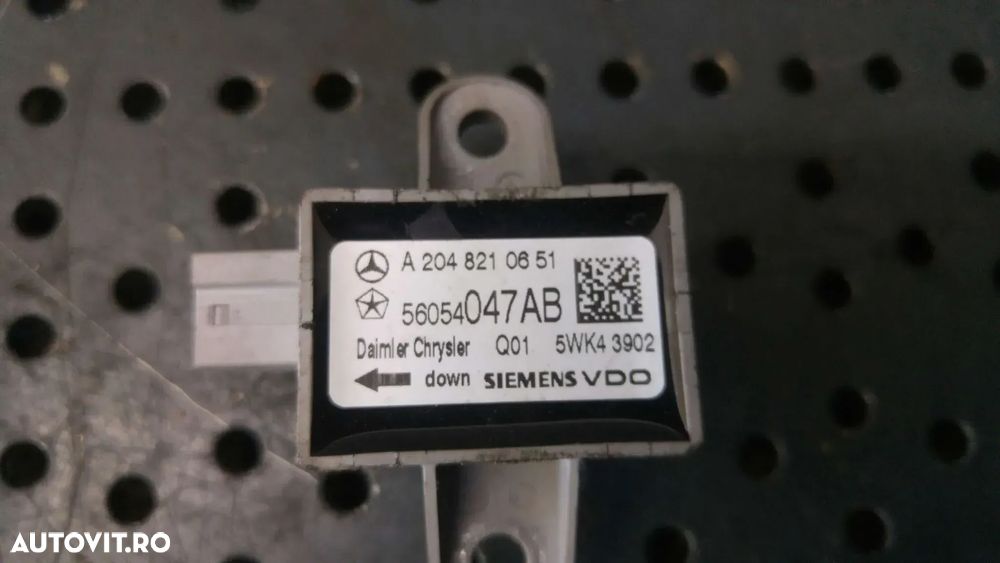 A 204 821 06 51
56054047AB
Daimler Chrysler Q01 5WK4 3902
down SIEMENS VDO
AUTOVIT.RO